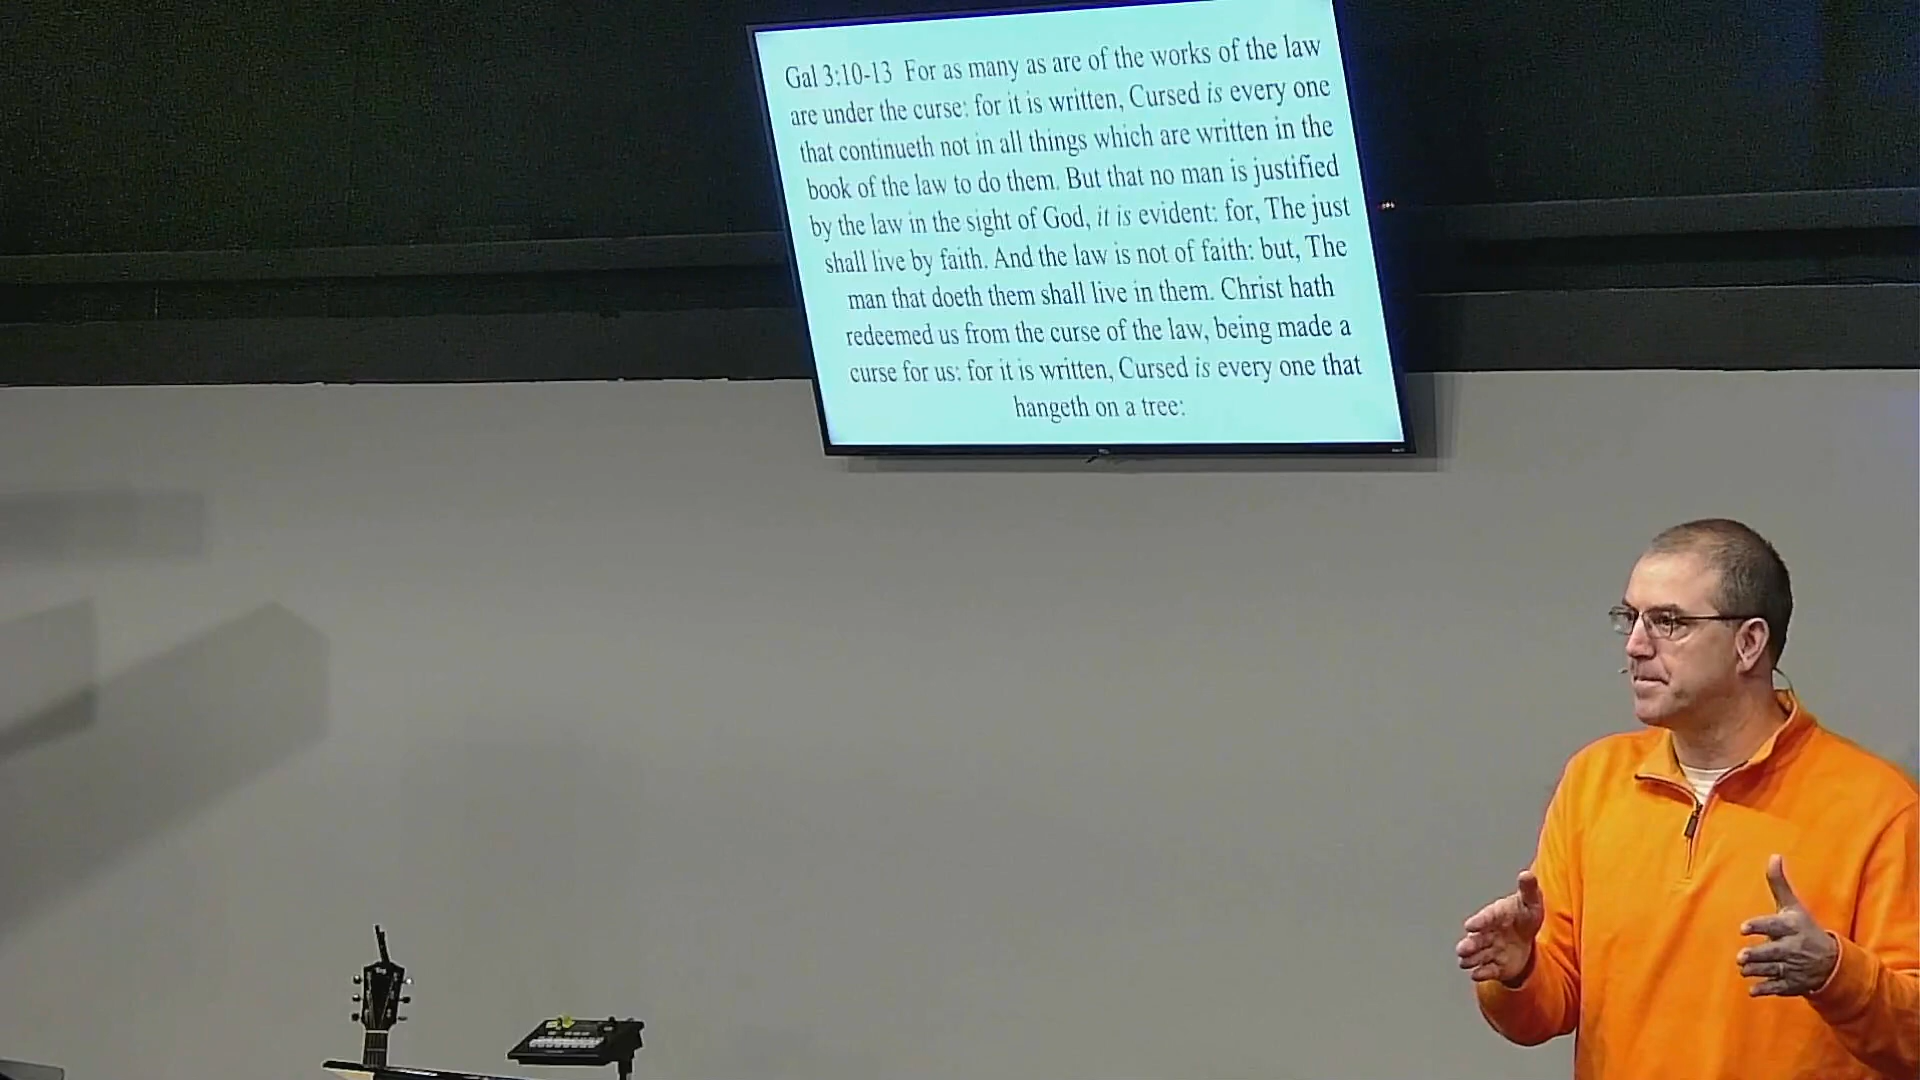 Gal 3:10-13 For as many as are of the works of the law
are under the curse: for it is written, Cursed is every one
that continueth not in all things which are written in the
book of the law to do them. But that no man is justified
by the law in the sight of God, it is evident: for, The just
shall live by faith. And the law is not of faith: but, The
man that doeth them shall live in them. Christ hath
redeemed us from the curse of the law, being made a
curse for us: for it is written, Cursed is every one that
hangeth on a tree: